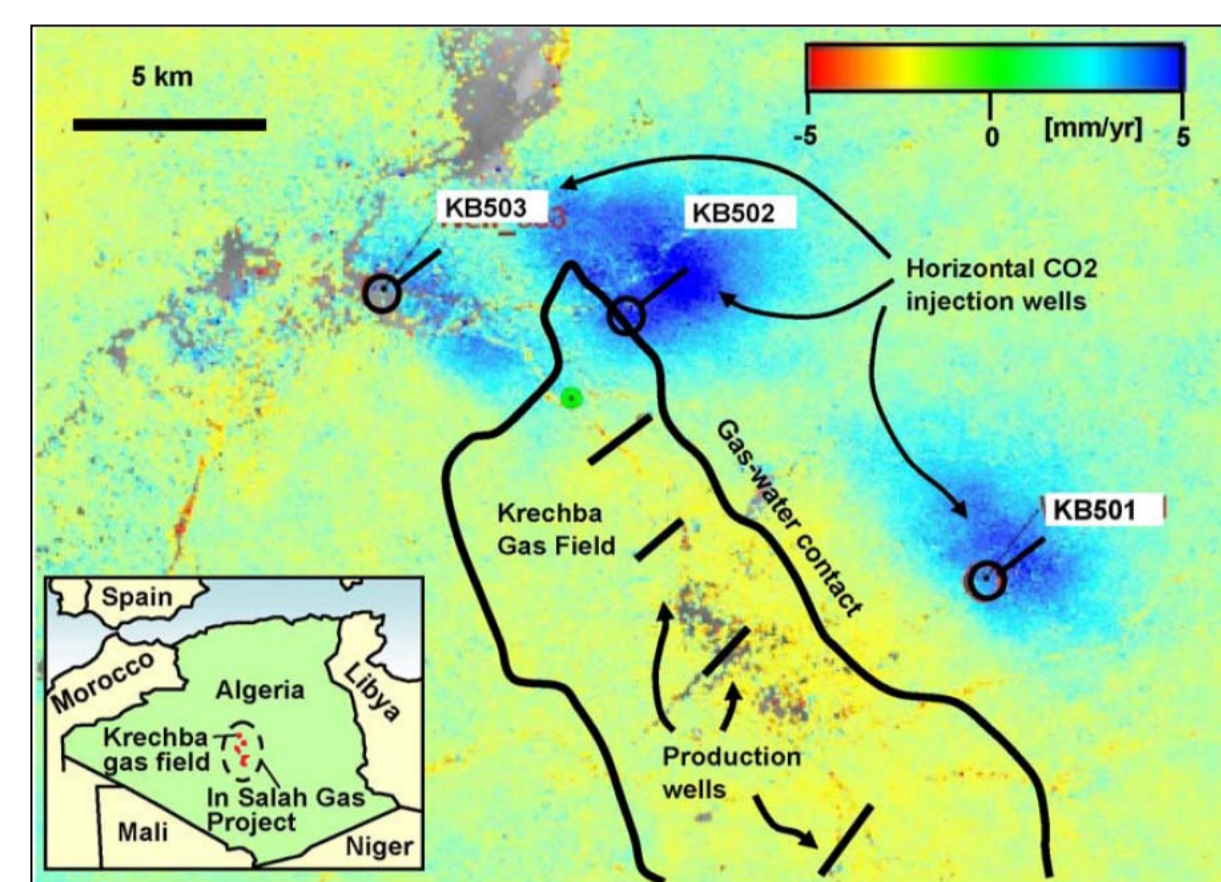 5 km
-5
0
[mm/yr]
5
KB503
KB502
Horizontal CO2
injection wells
KB501
Gas-water contact
Krechba
Gas Field
Production
wells
Spain
Morocco
Algeria
Libya
Krechba
gas field
In Salah Gas
Project
Mali
Niger